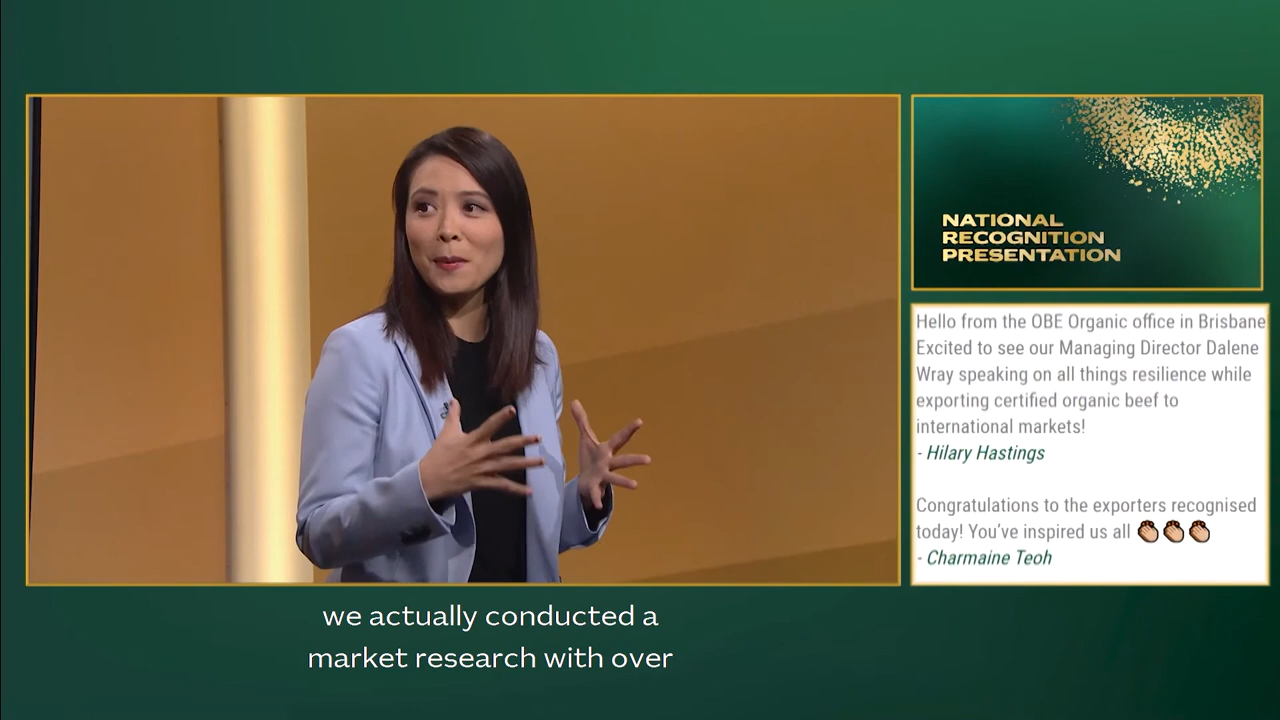 NATIONAL
RECOGNITION
PRESENTATION
Hello from the OBE Organic office in Brisbane
Excited to see our Managing Director Dalene
Wray speaking on all things resilience while
exporting certified organic beef to
international markets!
- Hilary Hastings
Congratulations to the exporters recognised
today! You've inspired us all 👏👏👏
- Charmaine Teoh
we actually conducted a
market research with over